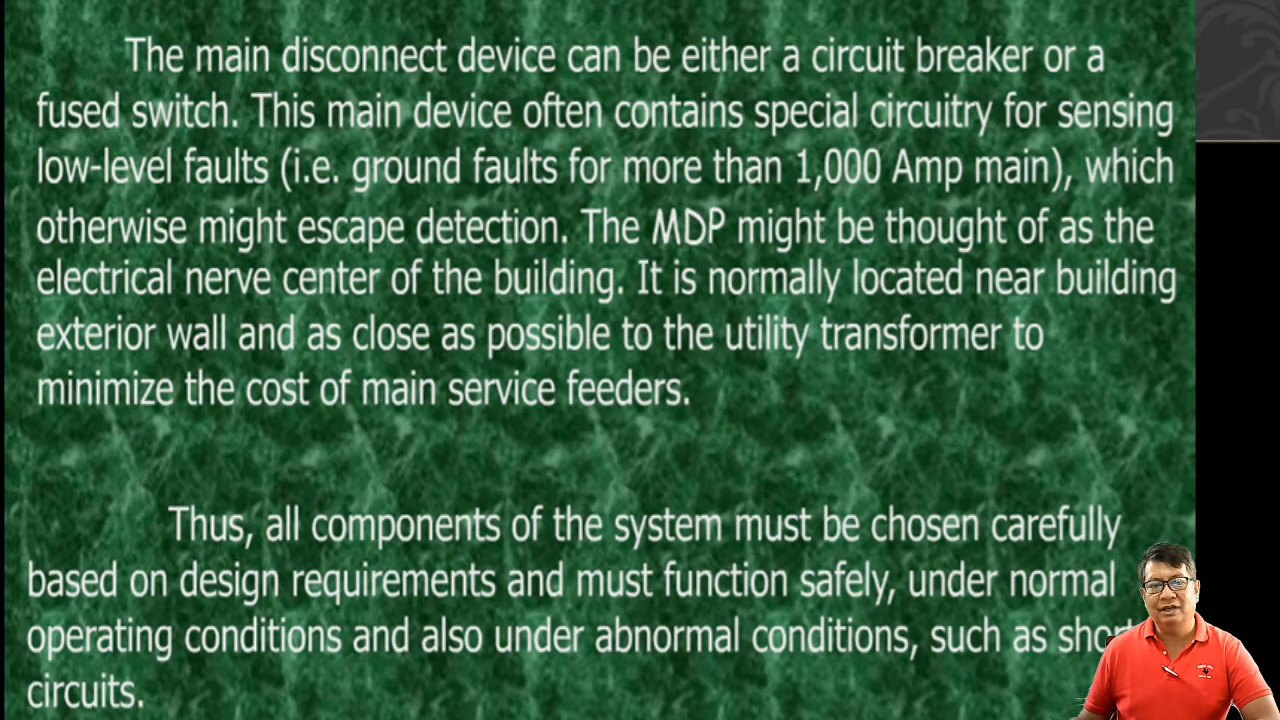 The main disconnect device can be either a circuit breaker or a
fused switch. This main device often contains special circuitry for sensing
low-level faults (i.e. ground faults for more than 1,000 Amp main), which
otherwise might escape detection. The MDP might be thought of as the
electrical nerve center of the building. It is normally located near building
exterior wall and as close as possible to the utility transformer to
minimize the cost of main service feeders.
Thus, all components of the system must be chosen carefully
based on design requirements and must function safely, under normal
operating conditions and also under abnormal conditions, such as short
circuits.